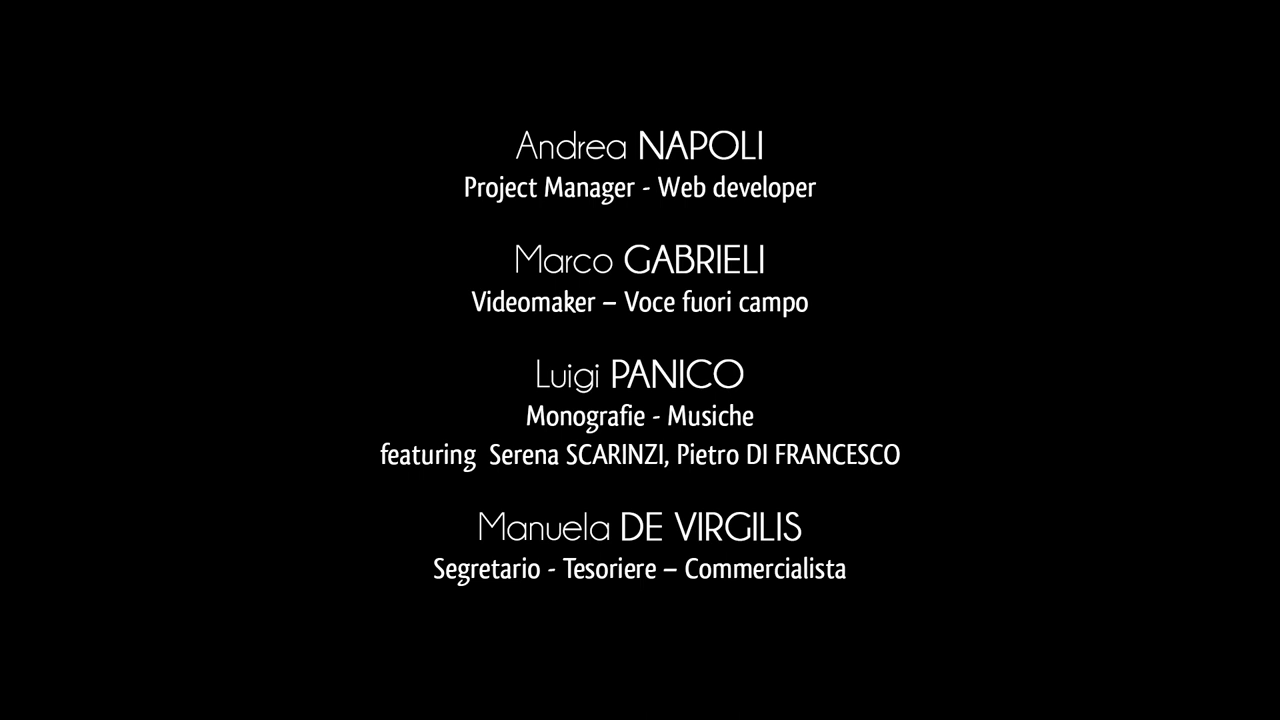 Andrea NAPOLI
Project Manager - Web developer
Marco GABRIELI
Videomaker – Voce fuori campo
Luigi PANICO
Monografie - Musiche
featuring  Serena SCARINZI, Pietro DI FRANCESCO
Manuela DE VIRGILIS
Segretario - Tesoriere – Commercialista